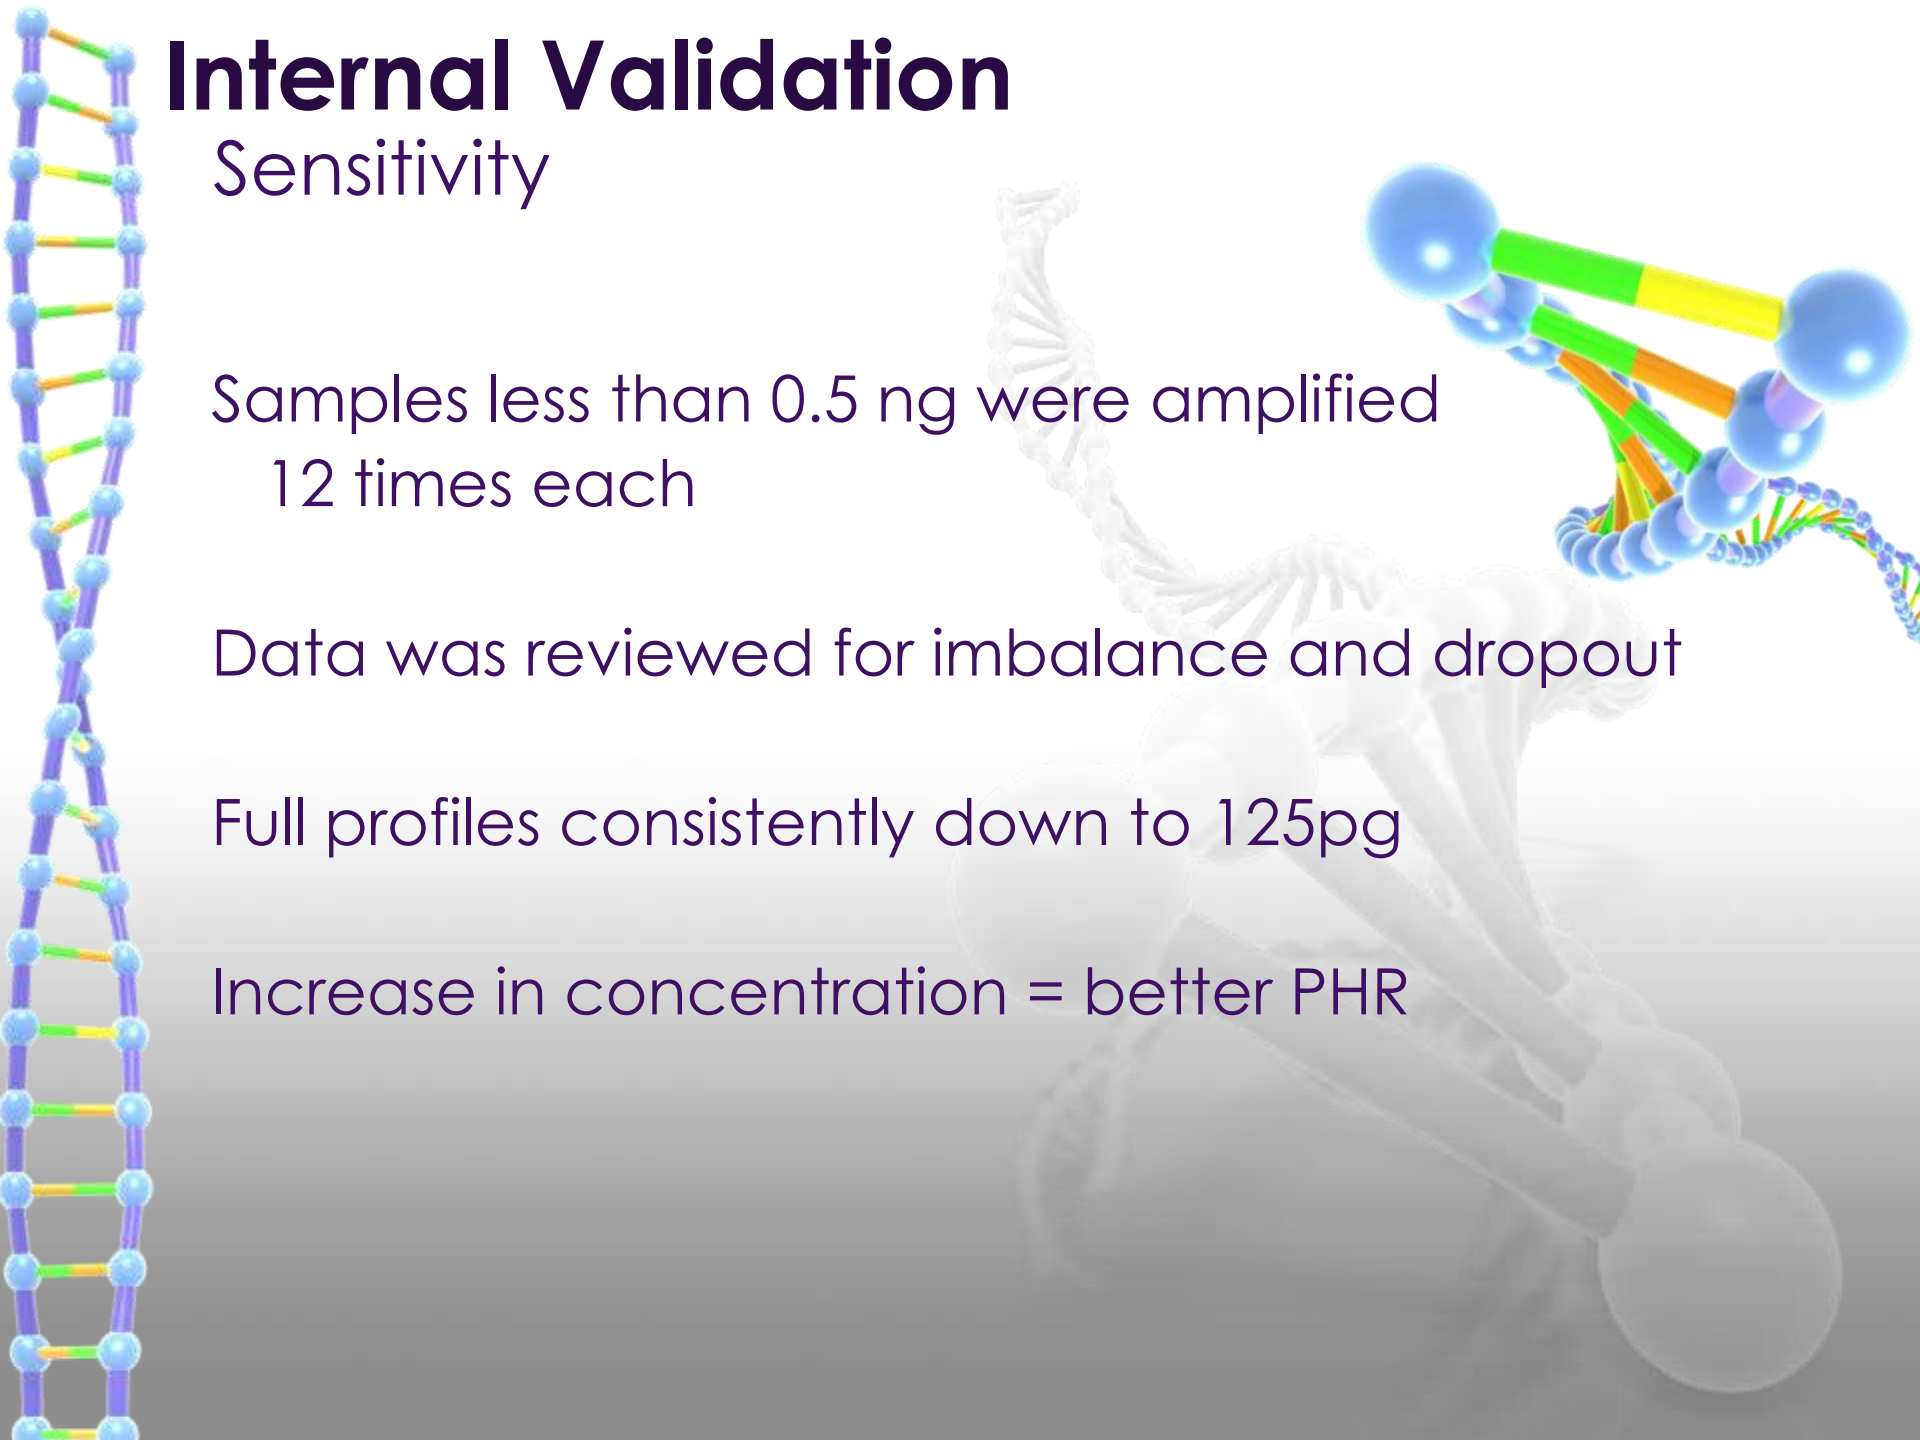 Internal Validation
Sensitivity
Samples less than 0.5 ng were amplified
12 times each
Data was reviewed for imbalance and dropout
Full profiles consistently down to 125pg
Increase in concentration = better PHR